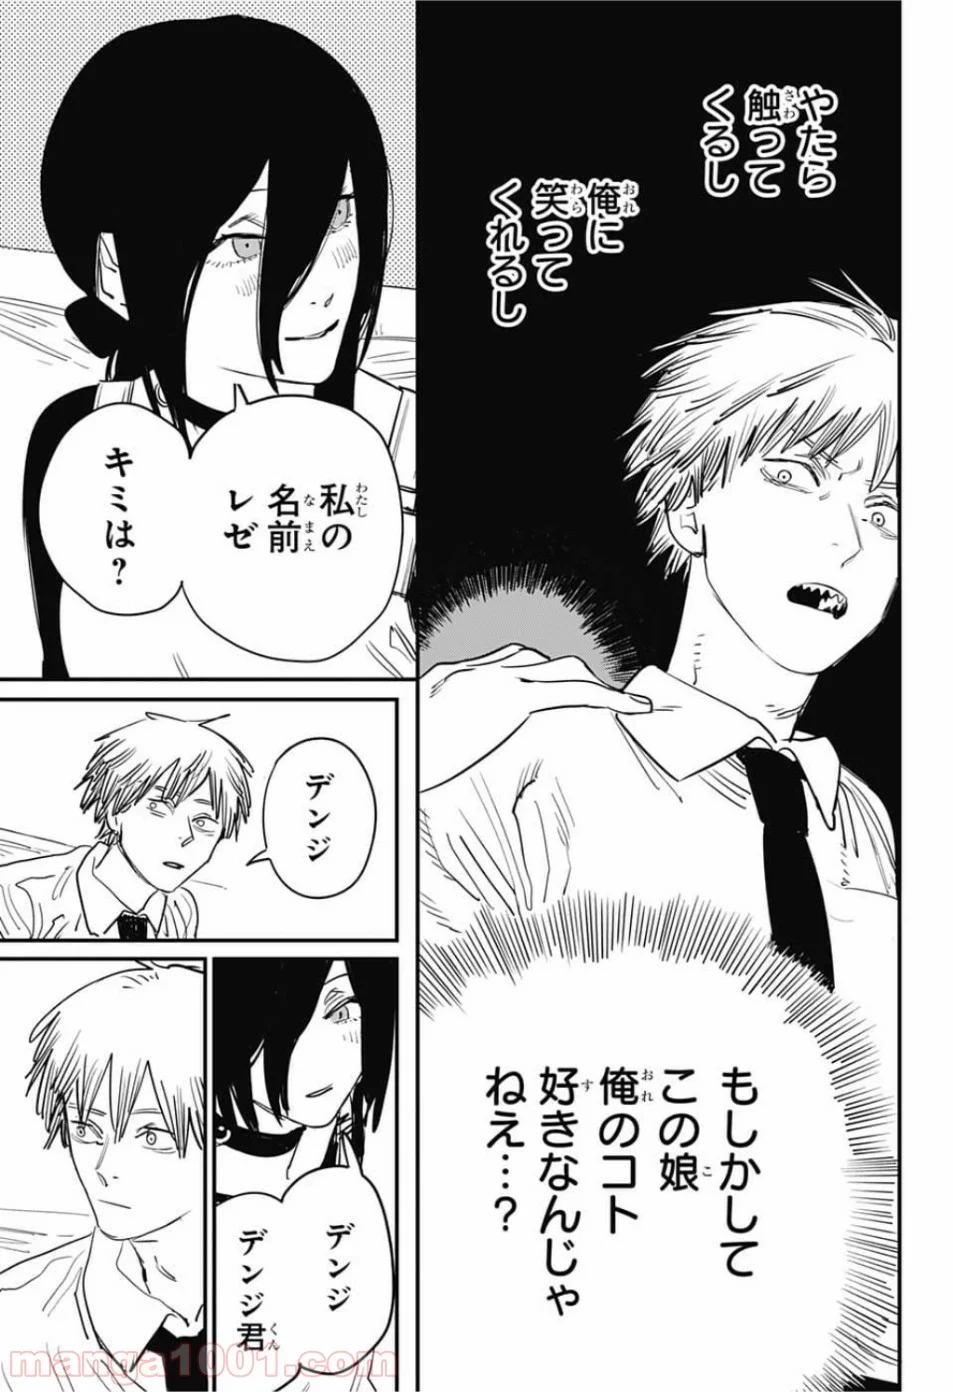 やたら
触って
くるし
俺に
笑って
くれるし
もしかして
この娘
俺のコト
好きなんじゃ
ねえ…？
私の
名前
レゼ
キミは？
デンジ
デンジ
デンジ君
manga1001.com